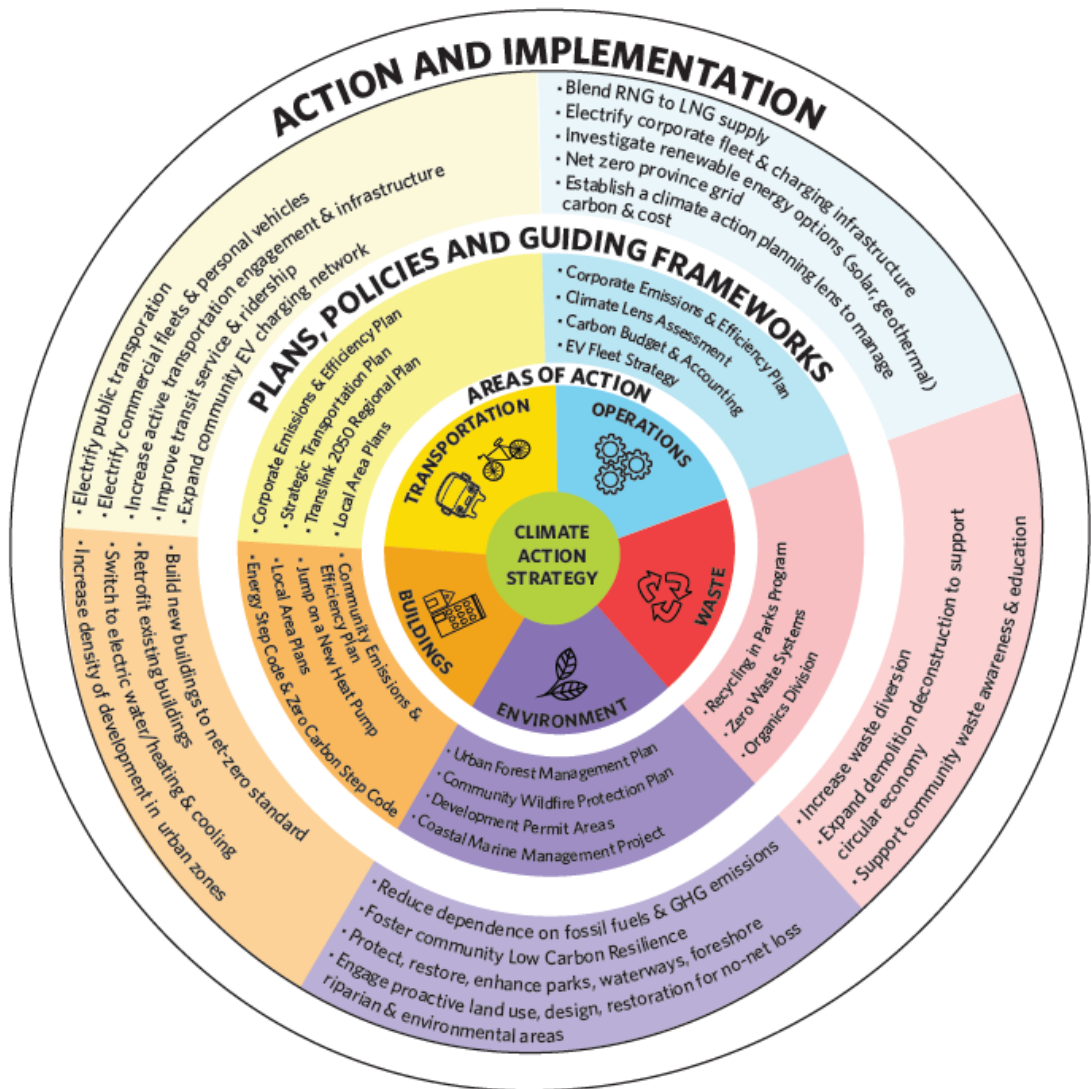 ACTION AND IMPLEMENTATION
• Electrify public transportation
• Electrify commercial fleets & personal vehicles
• Increase active transportation engagement & infrastructure
• Improve transit service & ridership
• Expand community EV charging network
• Blend RNG to LNG supply
• Electrify corporate fleet & charging infrastructure
• Investigate renewable energy options (solar, geothermal)
• Net zero province grid
• Establish a climate action planning lens to manage
carbon & cost
• Increase waste diversion
• Expand demolition deconstruction to support
circular economy
• Support community waste awareness & education
• Reduce dependence on fossil fuels & GHG emissions
• Foster community Low Carbon Resilience
• Protect, restore, enhance parks, waterways, foreshore
• Engage proactive land use, design, restoration for no-net loss
riparian & environmental areas
• Build new buildings to net-zero standard
• Retrofit existing buildings
• Switch to electric water/heating & cooling
• Increase density of development in urban zones
PLANS, POLICIES AND GUIDING FRAMEWORKS
• Corporate Emissions & Efficiency Plan
• Strategic Transportation Plan
• Translink 2050 Regional Plan
• Local Area Plans
• Corporate Emissions & Efficiency Plan
• Climate Lens Assessment
• Carbon Budget & Accounting
• EV Fleet Strategy
• Recycling in Parks Program
• Zero Waste Systems
• Organics Division
• Urban Forest Management Plan
• Community Wildfire Protection Plan
• Development Permit Areas
• Coastal Marine Management Project
• Community Emissions &
Efficiency Plan
• Jump on a New Heat Pump
• Local Area Plans
• Energy Step Code & Zero Carbon Step Code
AREAS OF ACTION
TRANSPORTATION
OPERATIONS
WASTE
ENVIRONMENT
BUILDINGS
CLIMATE
ACTION
STRATEGY